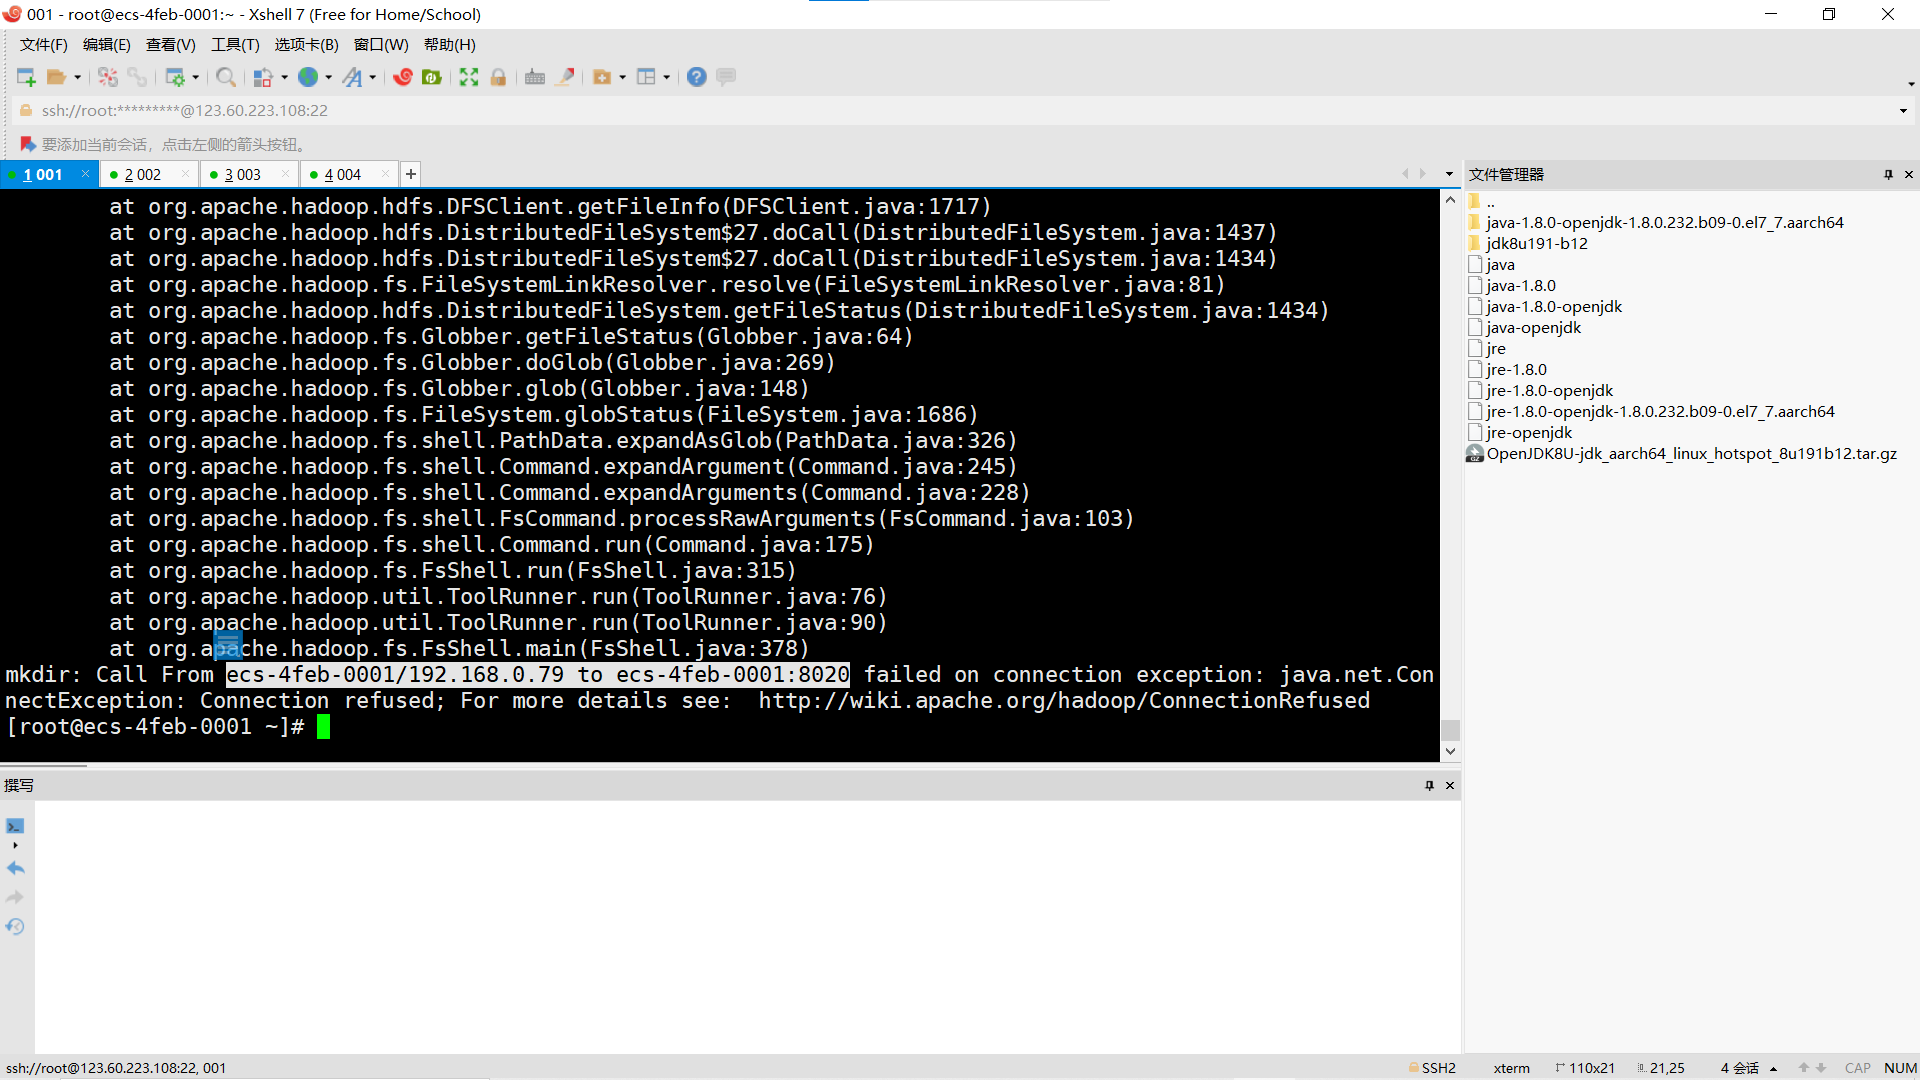 001 - root@ecs-4feb-0001:~ - Xshell 7 (Free for Home/School)
文件(F) 编辑(E) 查看(V) 工具(T) 选项卡(B) 窗口(W) 帮助(H)
ssh://root:*********@123.60.223.108:22
要添加当前会话，点击左侧的箭头按钮。
1 001
2 002
3 003
4 004
at org.apache.hadoop.hdfs.DFSClient.getFileInfo(DFSClient.java:1717)
at org.apache.hadoop.hdfs.DistributedFileSystem$27.doCall(DistributedFileSystem.java:1437)
at org.apache.hadoop.hdfs.DistributedFileSystem$27.doCall(DistributedFileSystem.java:1434)
at org.apache.hadoop.fs.FileSystemLinkResolver.resolve(FileSystemLinkResolver.java:81)
at org.apache.hadoop.hdfs.DistributedFileSystem.getFileStatus(DistributedFileSystem.java:1434)
at org.apache.hadoop.fs.Globber.getFileStatus(Globber.java:64)
at org.apache.hadoop.fs.Globber.doGlob(Globber.java:269)
at org.apache.hadoop.fs.Globber.glob(Globber.java:148)
at org.apache.hadoop.fs.FileSystem.globStatus(FileSystem.java:1686)
at org.apache.hadoop.fs.shell.PathData.expandAsGlob(PathData.java:326)
at org.apache.hadoop.fs.shell.Command.expandArgument(Command.java:245)
at org.apache.hadoop.fs.shell.Command.expandArguments(Command.java:228)
at org.apache.hadoop.fs.shell.FsCommand.processRawArguments(FsCommand.java:103)
at org.apache.hadoop.fs.shell.Command.run(Command.java:175)
at org.apache.hadoop.fs.FsShell.run(FsShell.java:315)
at org.apache.hadoop.util.ToolRunner.run(ToolRunner.java:76)
at org.apache.hadoop.util.ToolRunner.run(ToolRunner.java:90)
at org.apache.hadoop.fs.FsShell.main(FsShell.java:378)
mkdir: Call From ecs-4feb-0001/192.168.0.79 to ecs-4feb-0001:8020 failed on connection exception: java.net.Con
nectException: Connection refused; For more details see:  http://wiki.apache.org/hadoop/ConnectionRefused
[root@ecs-4feb-0001 ~]#
文件管理器
..
java-1.8.0-openjdk-1.8.0.232.b09-0.el7_7.aarch64
jdk8u191-b12
java
java-1.8.0
java-1.8.0-openjdk
java-openjdk
jre
jre-1.8.0
jre-1.8.0-openjdk
jre-1.8.0-openjdk-1.8.0.232.b09-0.el7_7.aarch64
jre-openjdk
OpenJDK8U-jdk_aarch64_linux_hotspot_8u191b12.tar.gz
撰写
ssh://root@123.60.223.108:22, 001
SSH2 xterm 110x21 21,25 4 会话 CAP NUM